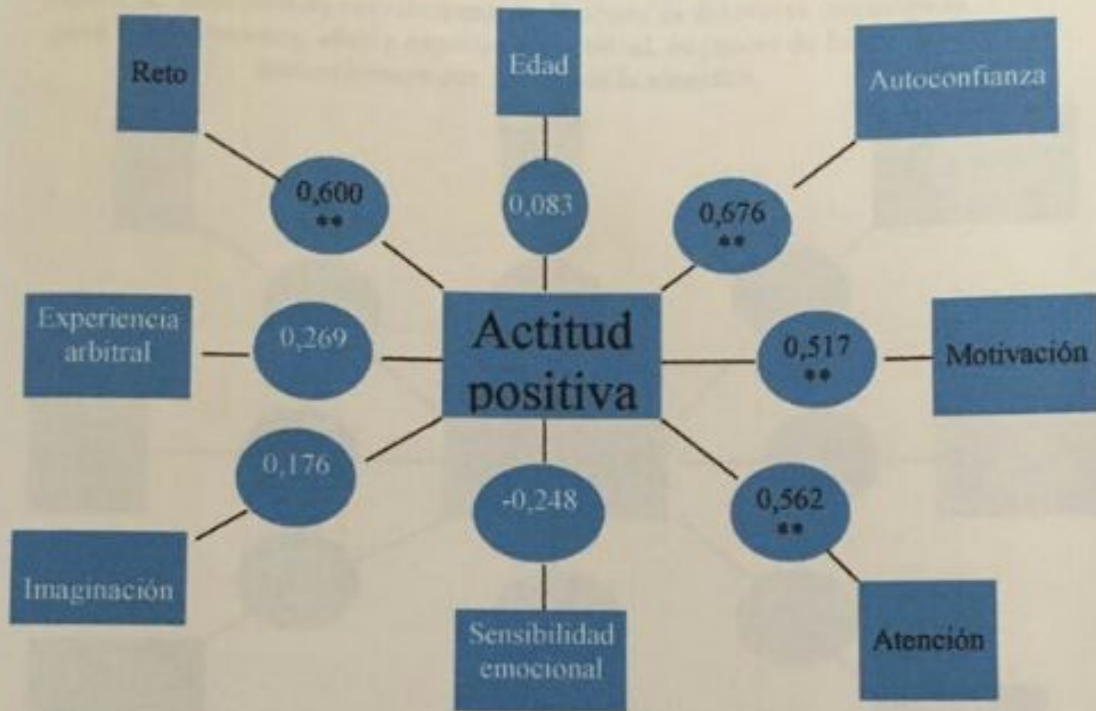 Reto
Edad
Autoconfianza
0,600
**
0,083
0,676
**
Experiencia
arbitral
0,269
Actitud
positiva
0,517
**
Motivación
0,176
-0,248
0,562
**
Imaginación
Sensibilidad
emocional
Atención